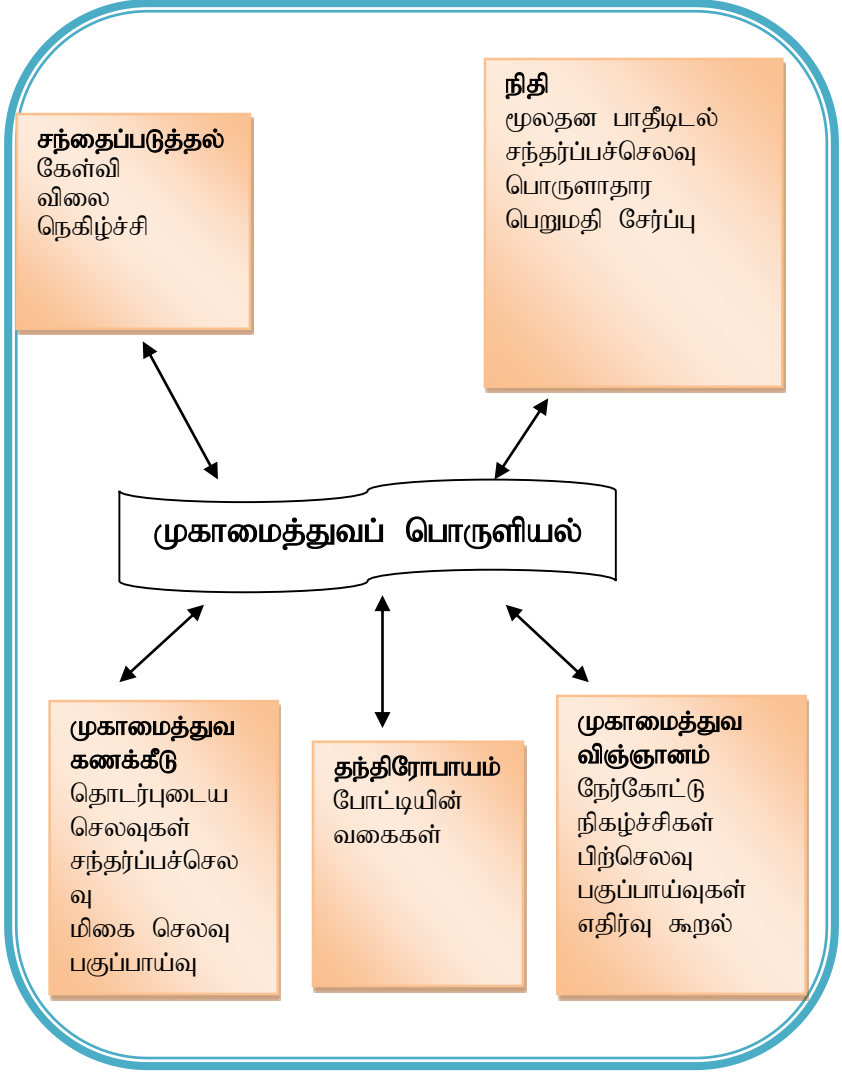 சந்தைப்படுத்தல்
கேள்வி
விலை
நெகிழ்ச்சி
நிதி
மூலதன பாதீடிடல்
சந்தர்ப்பச்செலவு
பொருளாதார
பெறுமதி சேர்ப்பு
முகாமைத்துவப் பொருளியல்
முகாமைத்துவ
கணக்கீடு
தொடர்புடைய
செலவுகள்
சந்தர்ப்பச்செல
வு
மிகை செலவு
பகுப்பாய்வு
தந்திரோபாயம்
போட்டியின்
வகைகள்
முகாமைத்துவ
விஞ்ஞானம்
நேர்கோட்டு
நிகழ்ச்சிகள்
பிற்செலவு
பகுப்பாய்வுகள்
எதிர்வு கூறல்